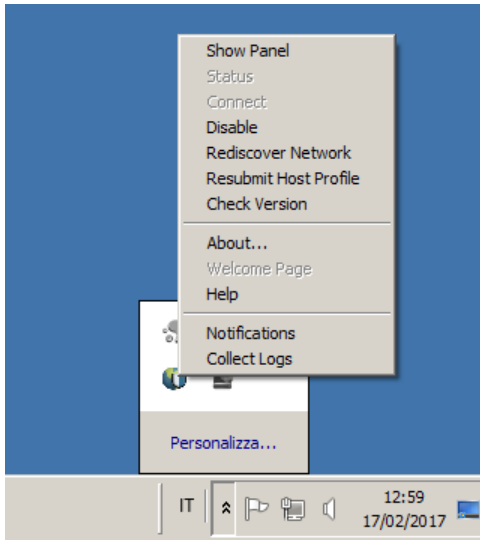 Show Panel
Status
Connect
Disable
Rediscover Network
Resubmit Host Profile
Check Version
About...
Welcome Page
Help
Notifications
Collect Logs
Personalizza...
IT
12:59
17/02/2017